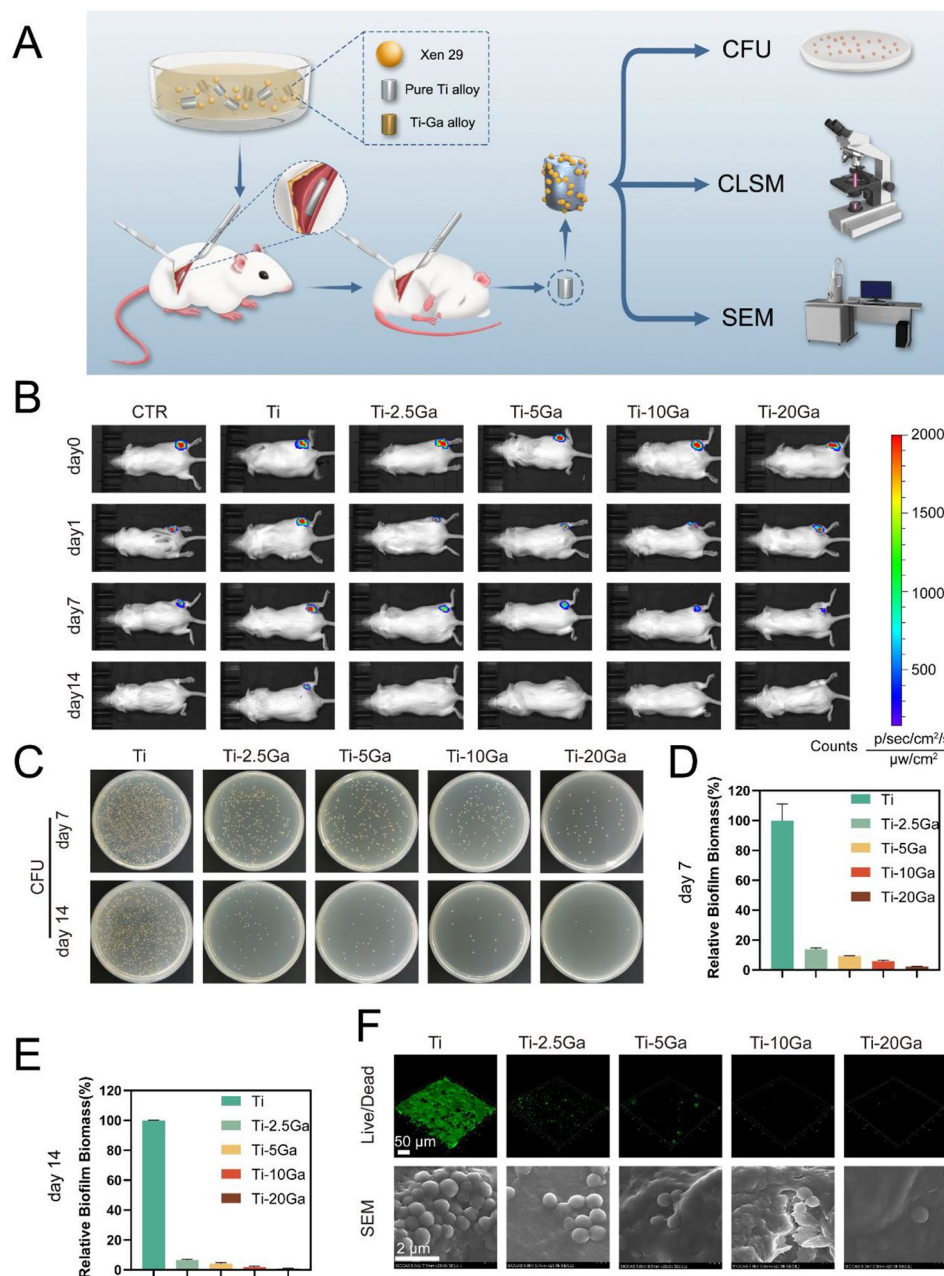 A
Xen 29
Pure Ti alloy
Ti-Ga alloy
CFU
CLSM
SEM
B
CTR
Ti
Ti-2.5Ga
Ti-5Ga
Ti-10Ga
Ti-20Ga
day0
day1
day7
day14
2000
1500
1000
500
Counts
p/sec/cm²/s
μw/cm²
C
Ti
Ti-2.5Ga
Ti-5Ga
Ti-10Ga
Ti-20Ga
CFU
day 7
day 14
D
day 7
Relative Biofilm Biomass(%)
120
100
80
60
40
20
0
Ti
Ti-2.5Ga
Ti-5Ga
Ti-10Ga
Ti-20Ga
E
day 14
Relative Biofilm Biomass(%)
120
100
80
60
40
20
0
Ti
Ti-2.5Ga
Ti-5Ga
Ti-10Ga
Ti-20Ga
F
Ti
Ti-2.5Ga
Ti-5Ga
Ti-10Ga
Ti-20Ga
Live/Dead
50 μm
SEM
2 μm